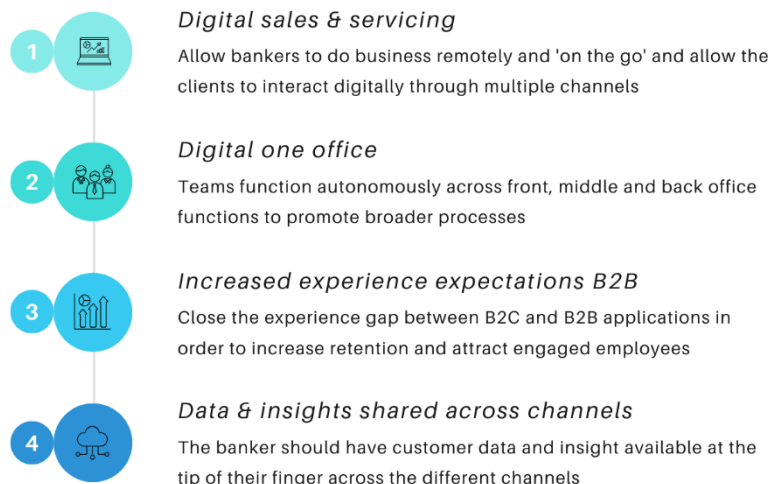 1
Digital sales & servicing
Allow bankers to do business remotely and 'on the go' and allow the
clients to interact digitally through multiple channels
2
Digital one office
Teams function autonomously across front, middle and back office
functions to promote broader processes
3
Increased experience expectations B2B
Close the experience gap between B2C and B2B applications in
order to increase retention and attract engaged employees
4
Data & insights shared across channels
The banker should have customer data and insight available at the
tip of their finger across the different channels